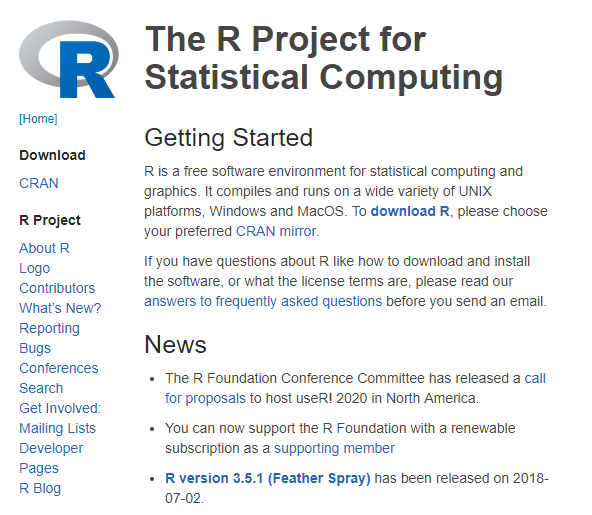 R
The R Project for
Statistical Computing
[Home]
Download
CRAN
R Project
About R
Logo
Contributors
What's New?
Reporting
Bugs
Conferences
Search
Get Involved:
Mailing Lists
Developer
Pages
R Blog
Getting Started
R is a free software environment for statistical computing and
graphics. It compiles and runs on a wide variety of UNIX
platforms, Windows and MacOS. To download R, please choose
your preferred CRAN mirror.
If you have questions about R like how to download and install
the software, or what the license terms are, please read our
answers to frequently asked questions before you send an email.
News
• The R Foundation Conference Committee has released a call
for proposals to host useR! 2020 in North America.
• You can now support the R Foundation with a renewable
subscription as a supporting member
• R version 3.5.1 (Feather Spray) has been released on 2018-
07-02.